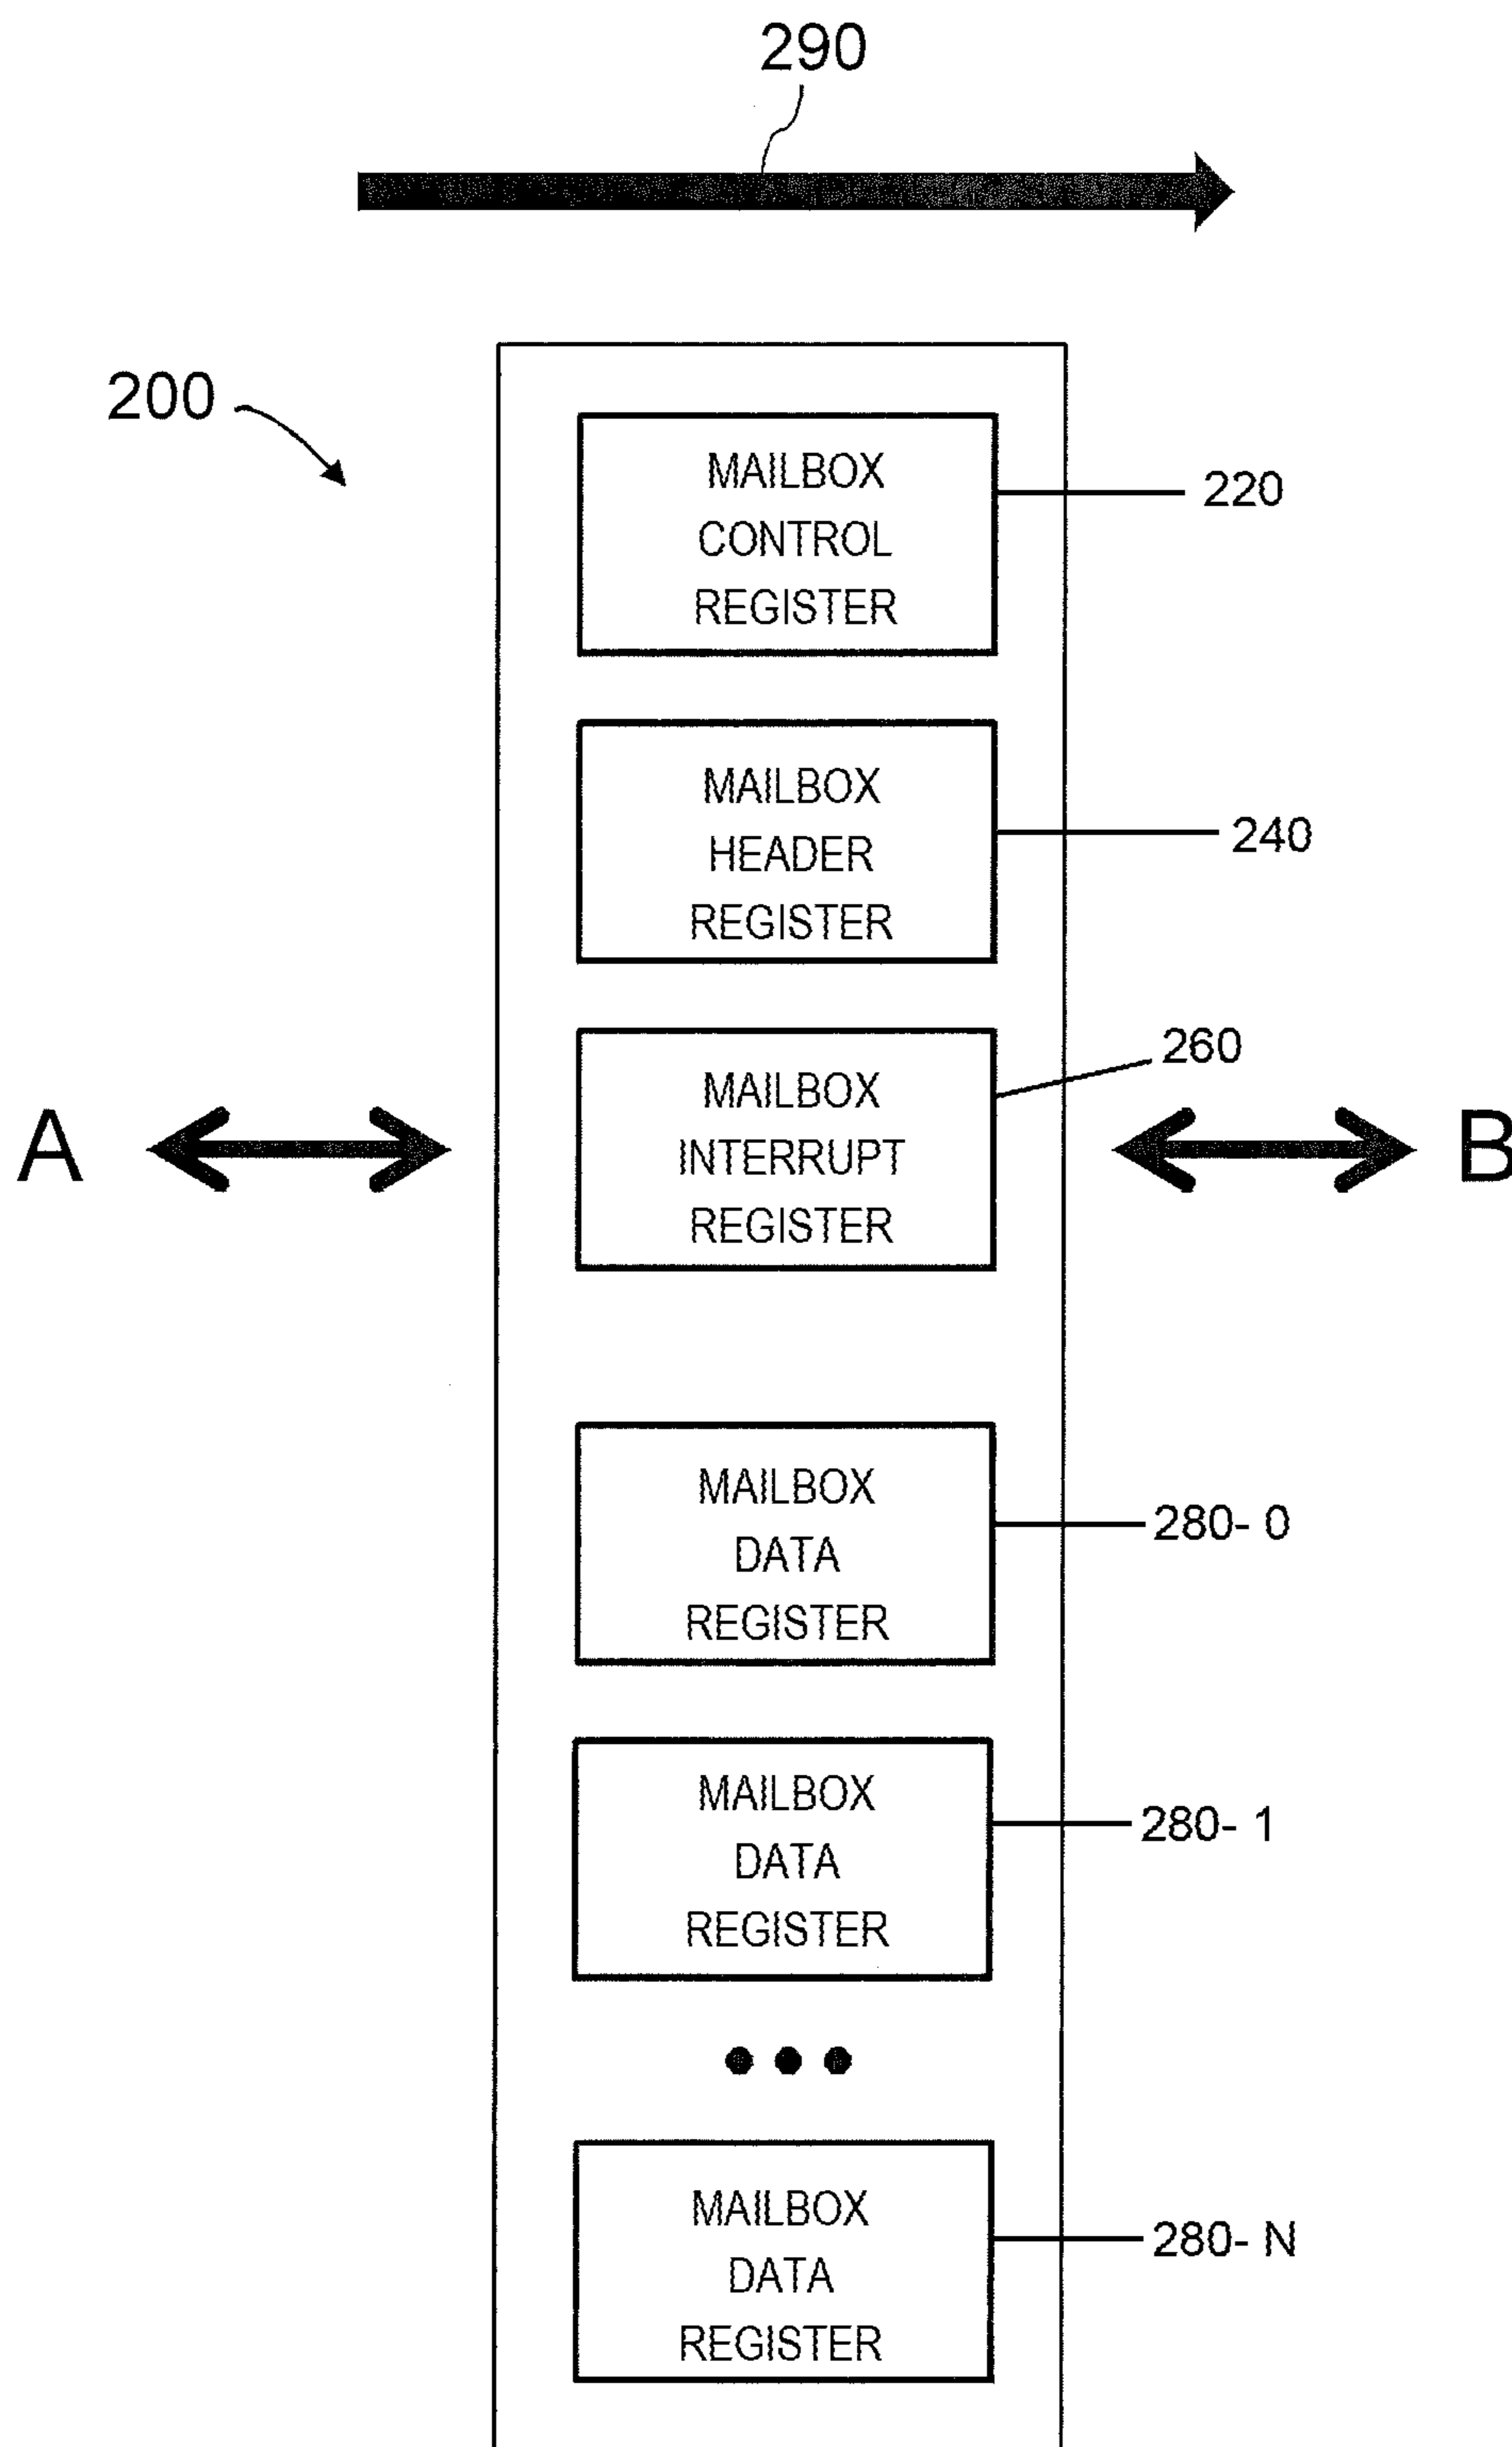 290
200
MAILBOX
CONTROL
REGISTER
220
MAILBOX
HEADER
REGISTER
240
MAILBOX
INTERRUPT
REGISTER
260
A
B
MAILBOX
DATA
REGISTER
280- 0
MAILBOX
DATA
REGISTER
280- 1
MAILBOX
DATA
REGISTER
280- N